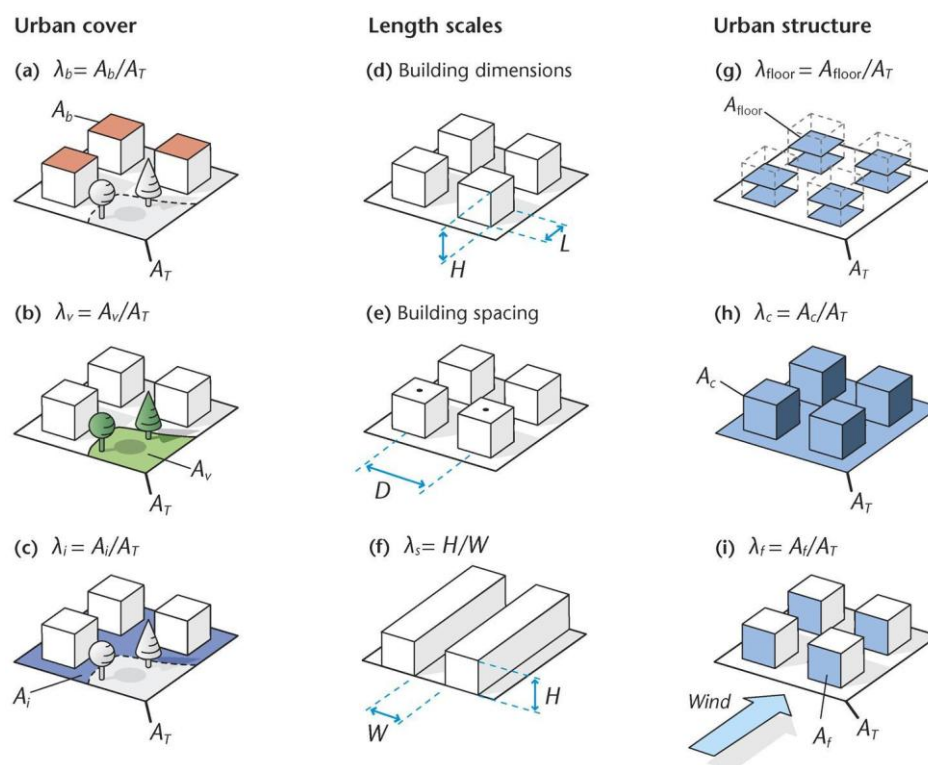 Urban cover
(a) λb = Ab/AT
Ab
AT
(b) λv = Av/AT
Av
AT
(c) λi = Ai/AT
Ai
AT
Length scales
(d) Building dimensions
H
L
(e) Building spacing
D
(f) λs = H/W
W
H
Urban structure
(g) λfloor = Afloor/AT
Afloor
AT
(h) λc = Ac/AT
Ac
AT
(i) λf = Af/AT
Wind
Af
AT